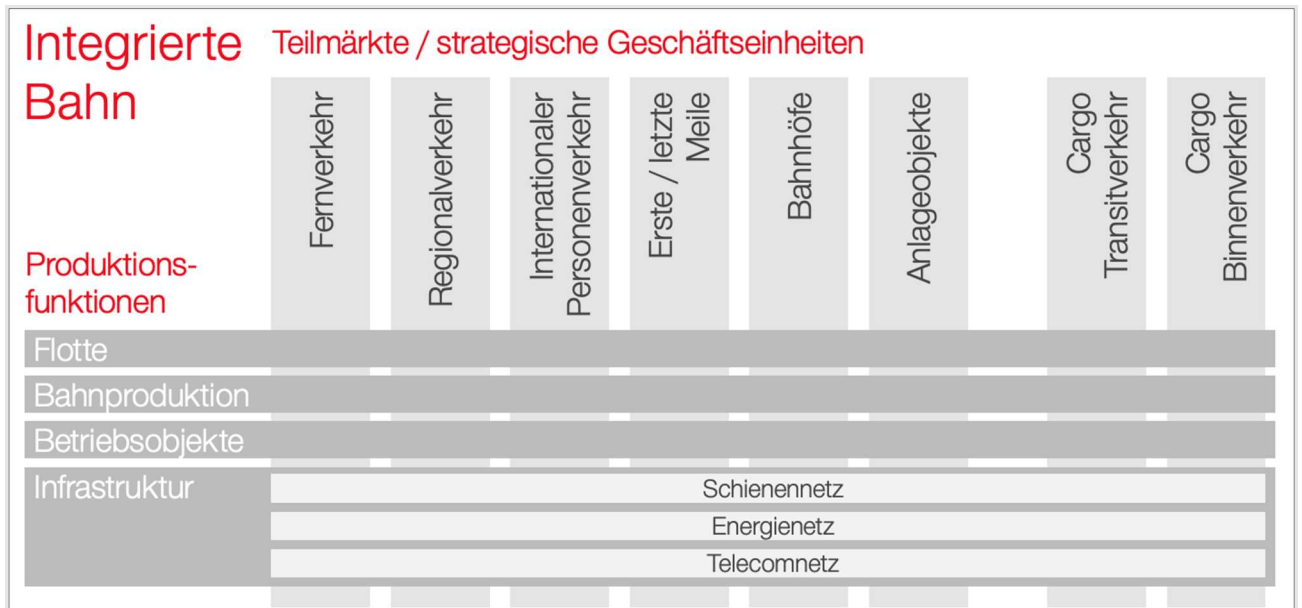 Integrierte
Bahn
Teilmärkte / strategische Geschäftseinheiten
Fernverkehr
Regionalverkehr
Internationaler
Personenverkehr
Erste / letzte
Meile
Bahnhöfe
Anlageobjekte
Cargo
Transitverkehr
Cargo
Binnenverkehr
Produktions-
funktionen
Flotte
Bahnproduktion
Betriebsobjekte
Infrastruktur
Schienennetz
Energienetz
Telecomnetz